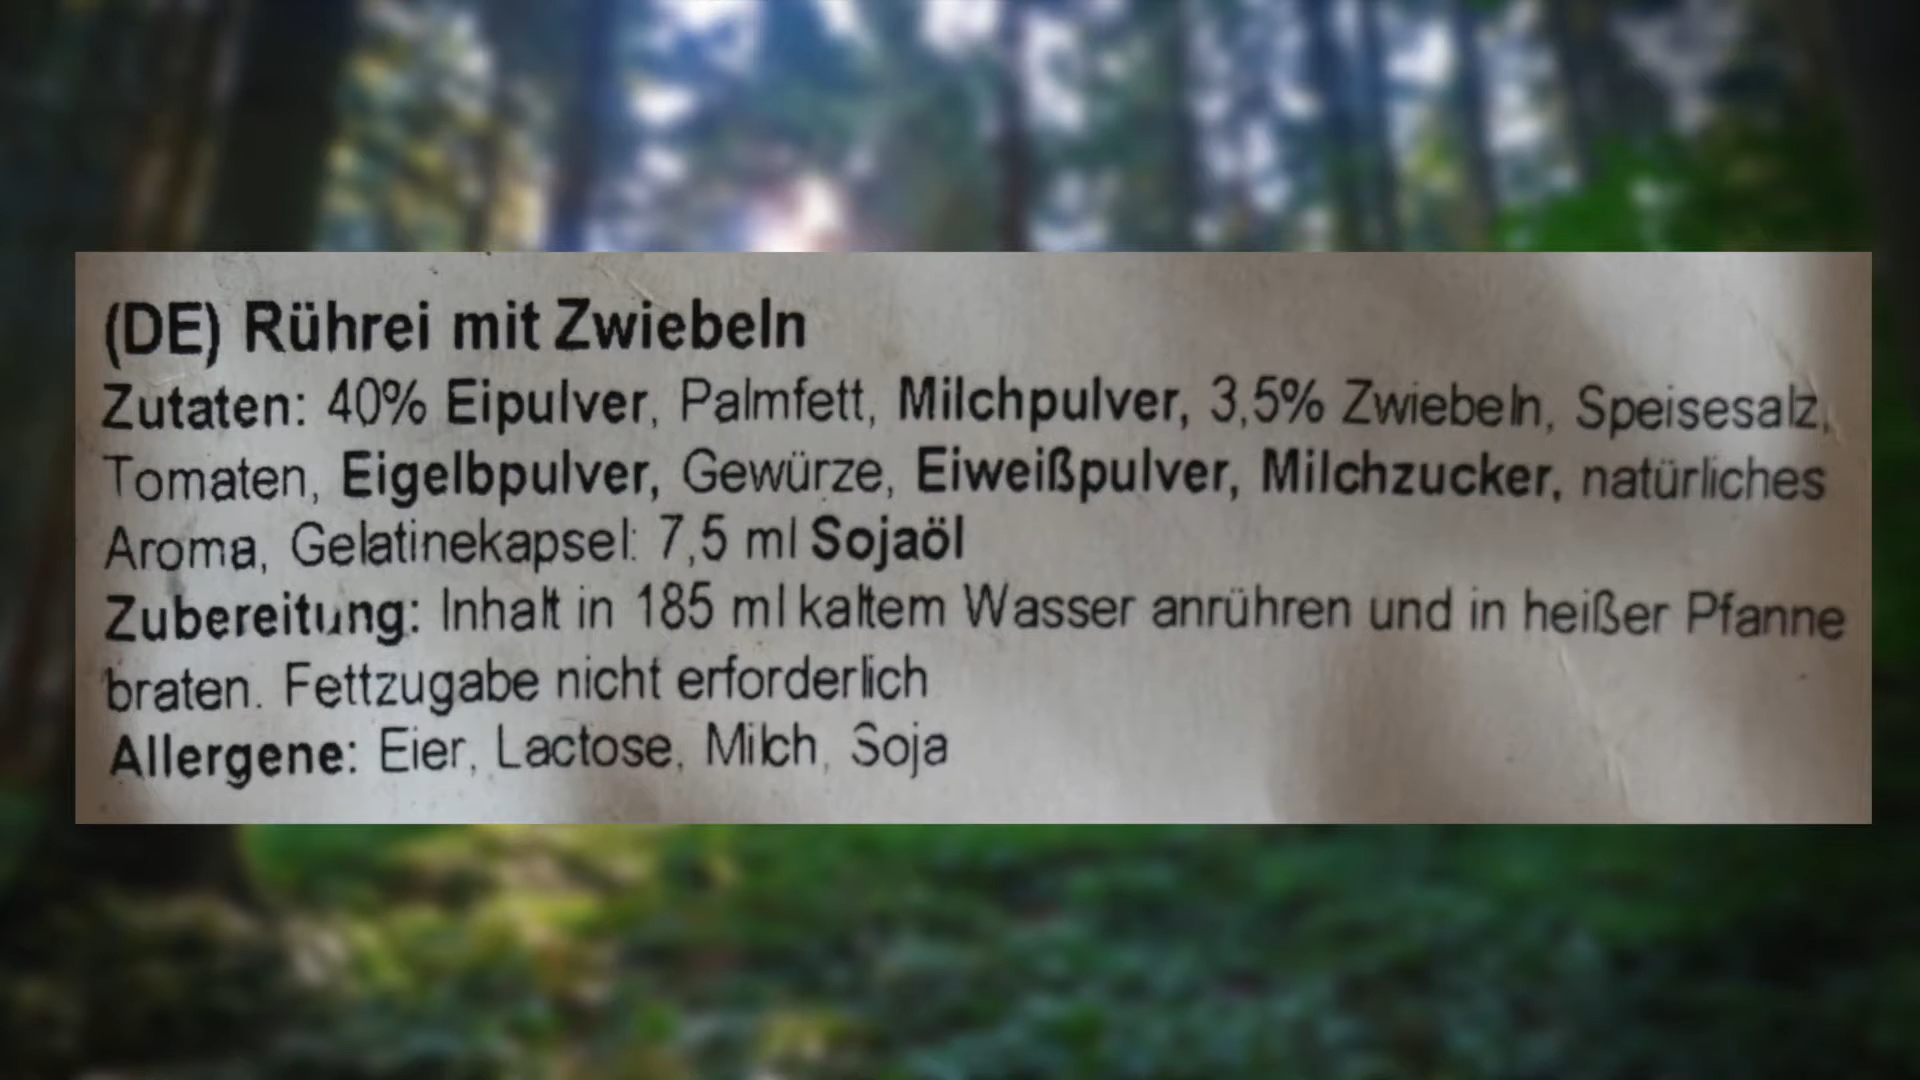 (DE) Rührei mit Zwiebeln
Zutaten: 40% Eipulver, Palmfett, Milchpulver, 3,5% Zwiebeln, Speisesalz,
Tomaten, Eigelbpulver, Gewürze, Eiweißpulver, Milchzucker, natürliches
Aroma, Gelatinekapsel: 7,5 ml Sojaöl
Zubereitung: Inhalt in 185 ml kaltem Wasser anrühren und in heißer Pfanne
braten. Fettzugabe nicht erforderlich
Allergene: Eier, Lactose, Milch, Soja